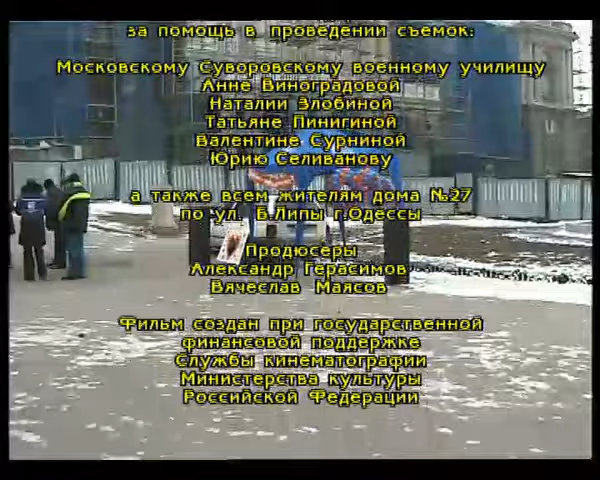 за помощь в проведении съемок:
Московскому Суворовскому военному училищу
Анне Виноградовой
Наталии Злобиной
Татьяне Пинигиной
Валентине Сурниной
Юрию Селиванову
а также всем жителям дома №27
по ул. Б.Липы г.Одессы
Продюсеры
Александр Герасимов
Вячеслав Маясов
Фильм создан при государственной
финансовой поддержке
Службы кинематографии
Министерства культуры
Российской Федерации